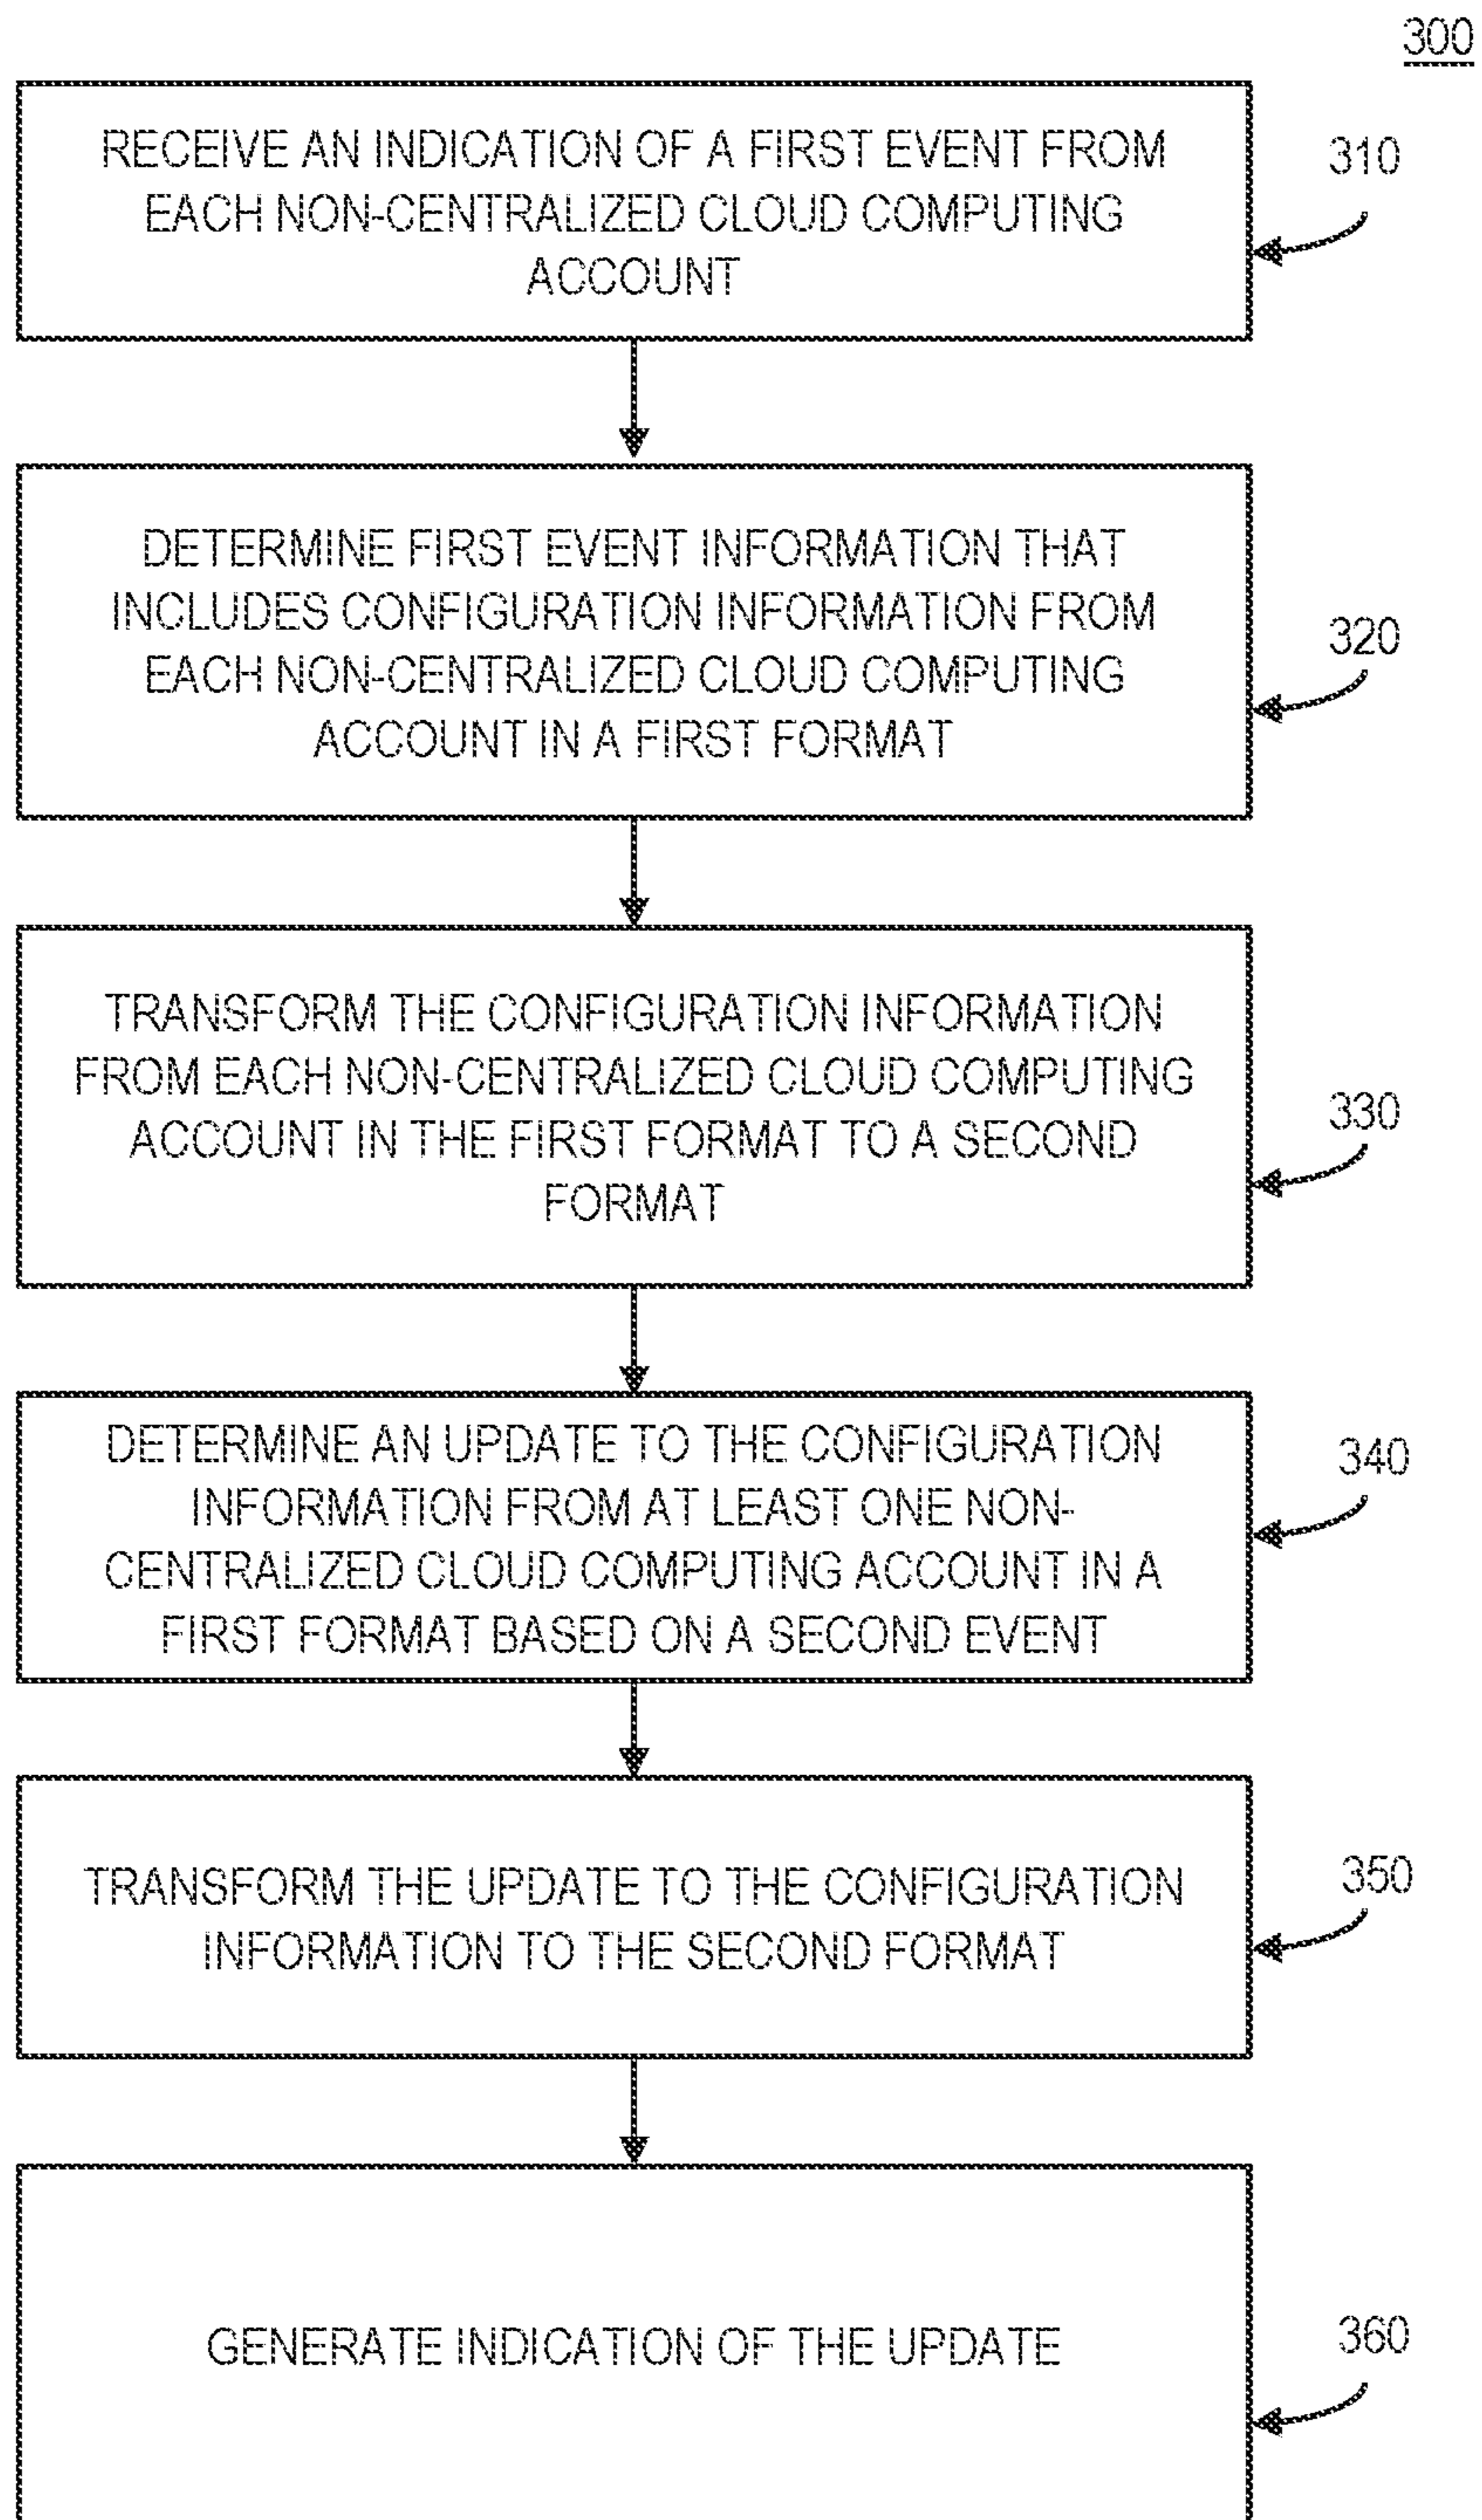 300
RECEIVE AN INDICATION OF A FIRST EVENT FROM
EACH NON-CENTRALIZED CLOUD COMPUTING
ACCOUNT
310
DETERMINE FIRST EVENT INFORMATION THAT
INCLUDES CONFIGURATION INFORMATION FROM
EACH NON-CENTRALIZED CLOUD COMPUTING
ACCOUNT IN A FIRST FORMAT
320
TRANSFORM THE CONFIGURATION INFORMATION
FROM EACH NON-CENTRALIZED CLOUD COMPUTING
ACCOUNT IN THE FIRST FORMAT TO A SECOND
FORMAT
330
DETERMINE AN UPDATE TO THE CONFIGURATION
INFORMATION FROM AT LEAST ONE NON-
CENTRALIZED CLOUD COMPUTING ACCOUNT IN A
FIRST FORMAT BASED ON A SECOND EVENT
340
TRANSFORM THE UPDATE TO THE CONFIGURATION
INFORMATION TO THE SECOND FORMAT
350
GENERATE INDICATION OF THE UPDATE
360